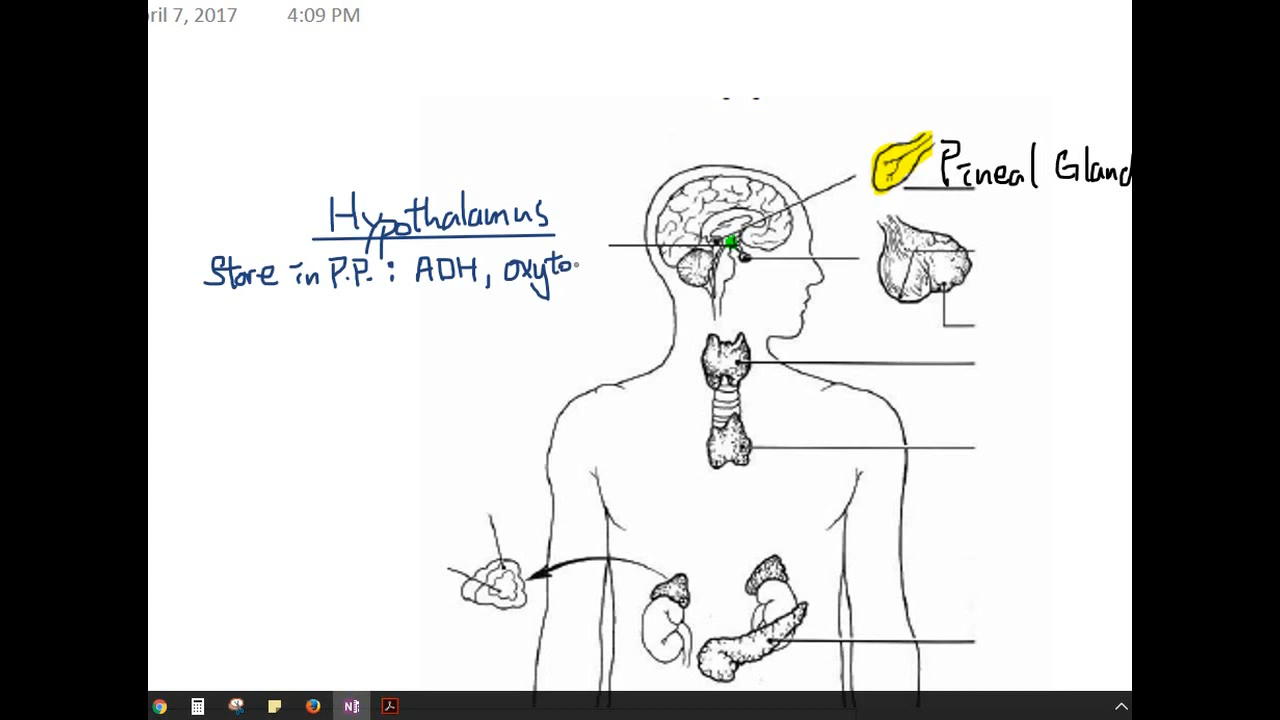 ril 7, 2017 4:09 PM
Pineal Gland
Hypothalamus
Store in P.P. : ADH, oxyto